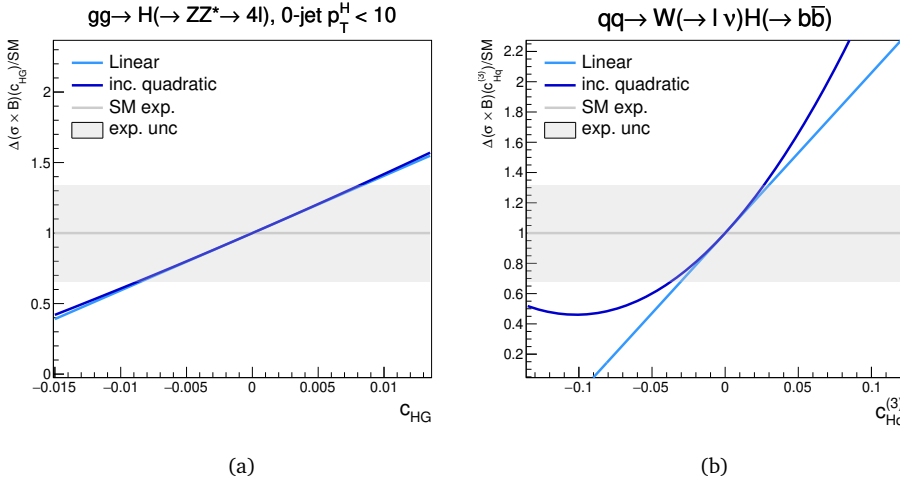 gg→ H(→ ZZ*→ 4l), 0-jet p_T^H < 10
Δ(σ × B)(c_HG)/SM
Linear
inc. quadratic
SM exp.
exp. unc
2
1.5
1
0.5
0
−0.015 −0.01 −0.005 0 0.005 0.01
c_HG
(a)
qq→ W(→ l ν)H(→ bb̅)
Δ(σ × B)(c_Hq^(3))/SM
Linear
inc. quadratic
SM exp.
exp. unc
2.2
2
1.8
1.6
1.4
1.2
1
0.8
0.6
0.4
0.2
−0.1 −0.05 0 0.05 0.1
c_Hq^(3)
(b)